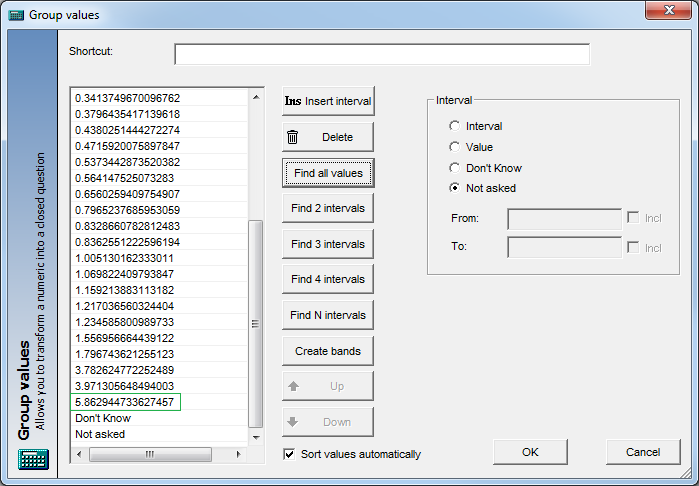 Group values
Shortcut:
0.3413749670096762
0.3796435417139618
0.4380251444272274
0.4715920075897847
0.5373442873520382
0.564147525073283
0.6560259409754907
0.7965237685953059
0.8328660782812483
0.8362551222596194
1.005130162333011
1.069822409793847
1.159213883113182
1.217036560324404
1.234585800989733
1.556956664439122
1.796743621255123
3.782624772252489
3.971305648494003
5.862944733627457
Don't Know
Not asked
Ins Insert interval
Delete
Find all values
Find 2 intervals
Find 3 intervals
Find 4 intervals
Find N intervals
Create bands
Up
Down
Sort values automatically
Interval
Interval
Value
Don't Know
Not asked
From:
Incl
To:
Incl
OK
Cancel
Group values
Allows you to transform a numeric into a closed question